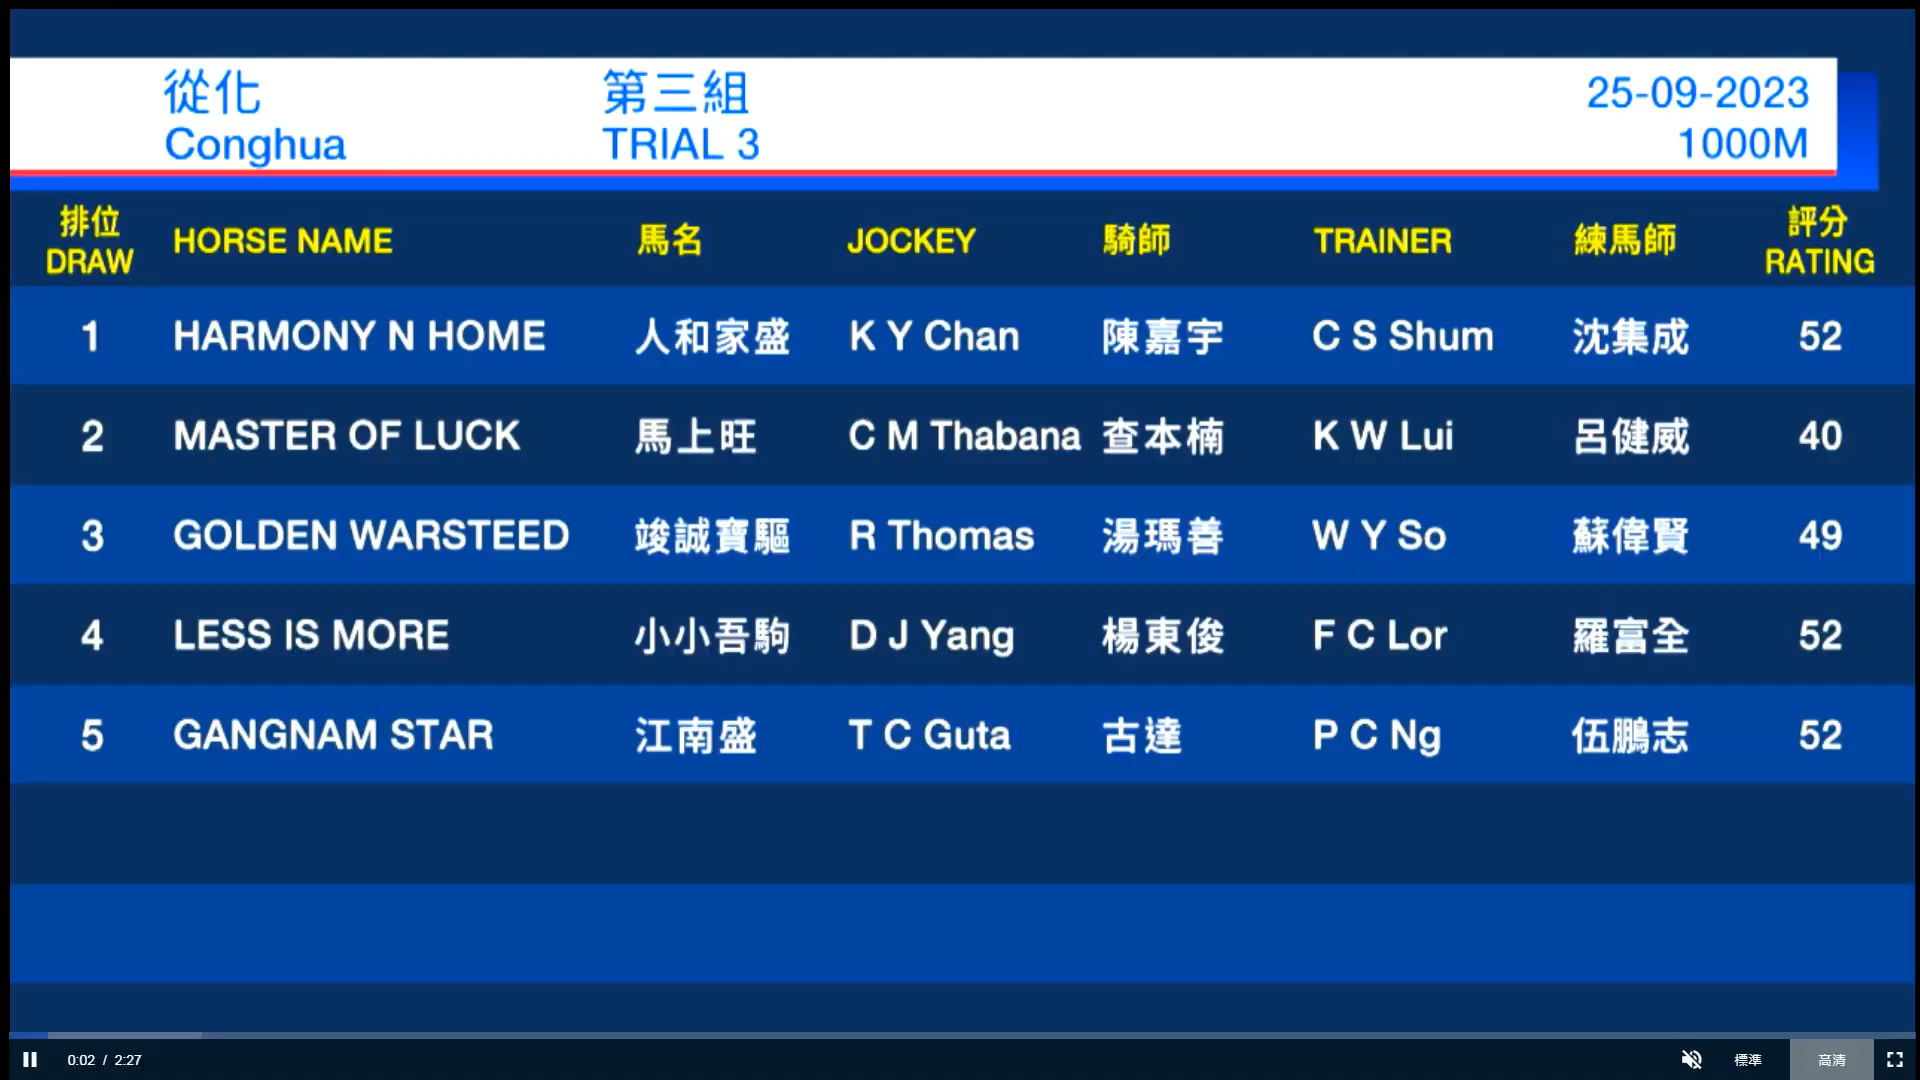 從化 第三組 25-09-2023
Conghua TRIAL 3 1000M
排位 DRAW HORSE NAME 馬名 JOCKEY 騎師 TRAINER 練馬師 評分 RATING
1 HARMONY N HOME 人和家盛 K Y Chan 陳嘉宇 C S Shum 沈集成 52
2 MASTER OF LUCK 馬上旺 C M Thabana 查本楠 K W Lui 呂健威 40
3 GOLDEN WARSTEED 竣誠寶驅 R Thomas 湯瑪善 W Y So 蘇偉賢 49
4 LESS IS MORE 小小吾駒 D J Yang 楊東俊 F C Lor 羅富全 52
5 GANGNAM STAR 江南盛 T C Guta 古達 P C Ng 伍鵬志 52
0:02 / 2:27 標準 高清